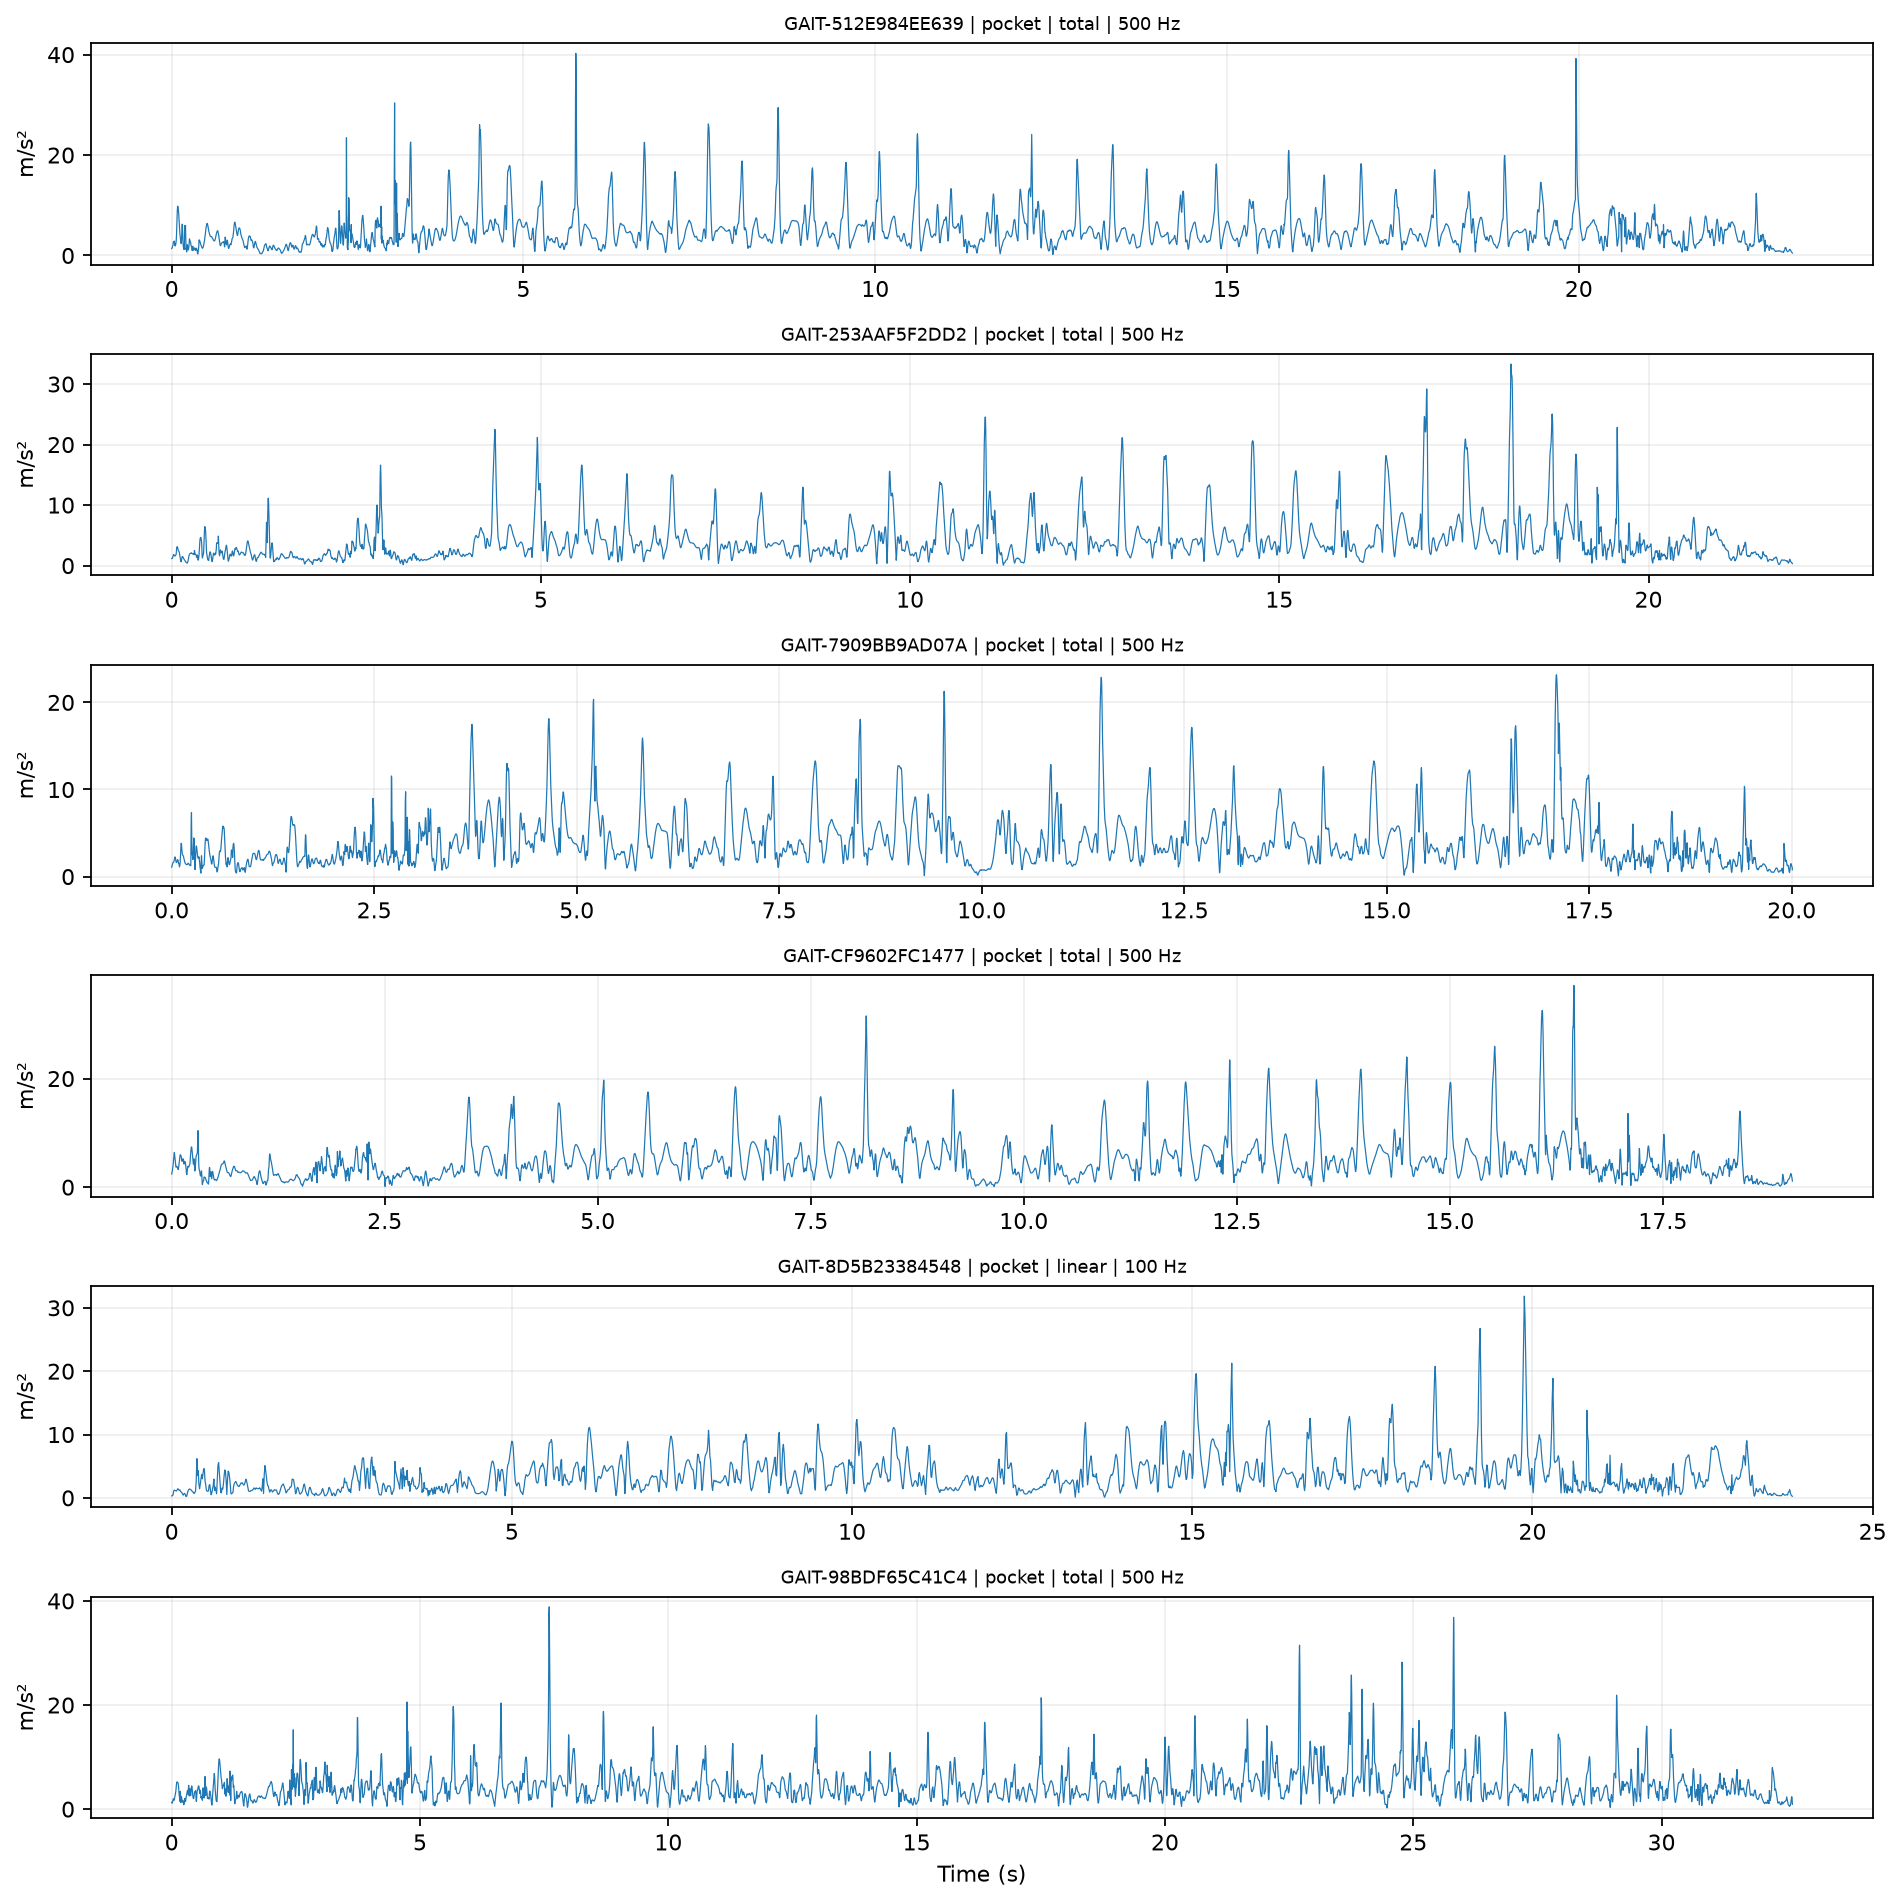 GAIT-512E984EE639 | pocket | total | 500 Hz
40
20
0
m/s²
0 5 10 15 20
GAIT-253AAF5F2DD2 | pocket | total | 500 Hz
30
20
10
0
m/s²
0 5 10 15 20
GAIT-7909BB9AD07A | pocket | total | 500 Hz
20
10
0
m/s²
0.0 2.5 5.0 7.5 10.0 12.5 15.0 17.5 20.0
GAIT-CF9602FC1477 | pocket | total | 500 Hz
20
0
m/s²
0.0 2.5 5.0 7.5 10.0 12.5 15.0 17.5
GAIT-8D5B23384548 | pocket | linear | 100 Hz
30
20
10
0
m/s²
0 5 10 15 20 25
GAIT-98BDF65C41C4 | pocket | total | 500 Hz
40
20
0
m/s²
0 5 10 15 20 25 30
Time (s)